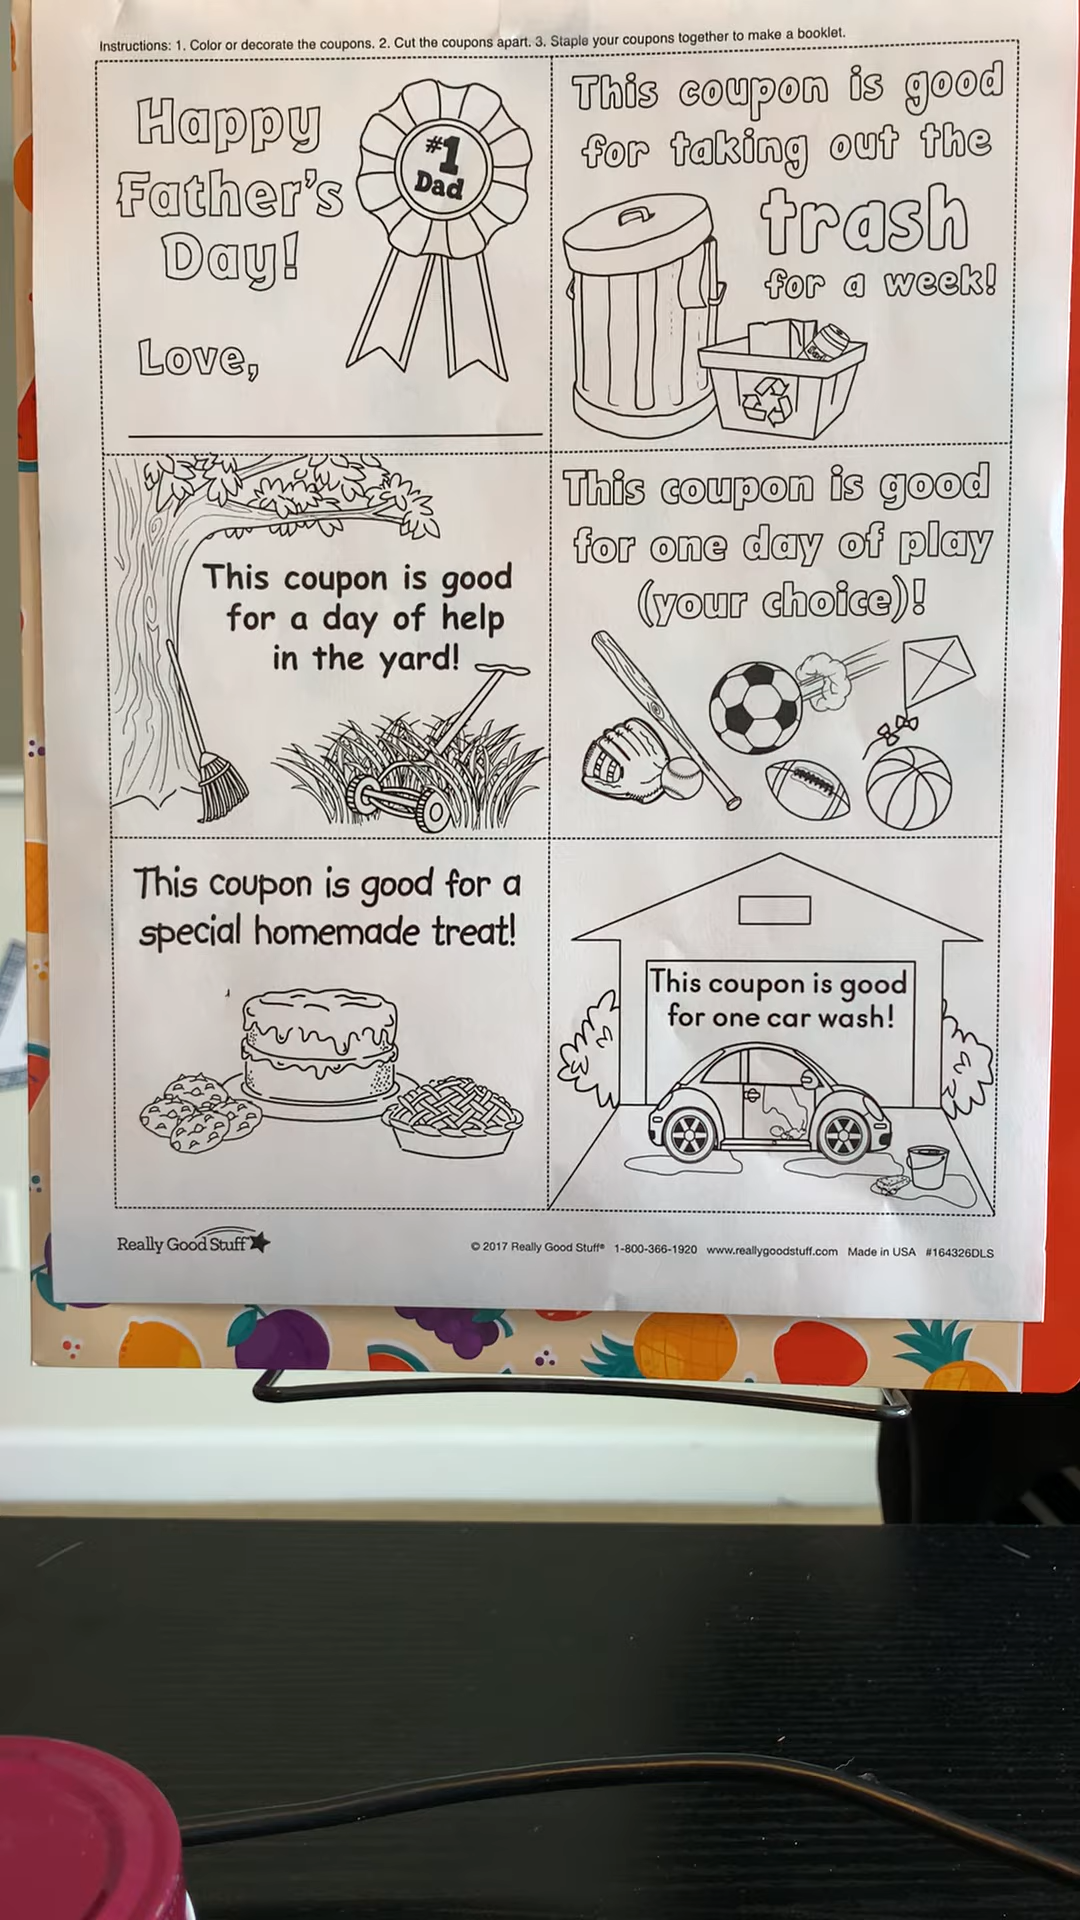 Instructions: 1. Color or decorate the coupons. 2. Cut the coupons apart. 3. Staple your coupons together to make a booklet.
Happy
Father's
Day!
Love,
#1
Dad
This coupon is good
for taking out the
trash
for a week!
This coupon is good
for a day of help
in the yard!
This coupon is good
for one day of play
(your choice)!
This coupon is good for a
special homemade treat!
This coupon is good
for one car wash!
Really Good Stuff
© 2017 Really Good Stuff® 1-800-366-1920 www.reallygoodstuff.com Made in USA #164326DLS